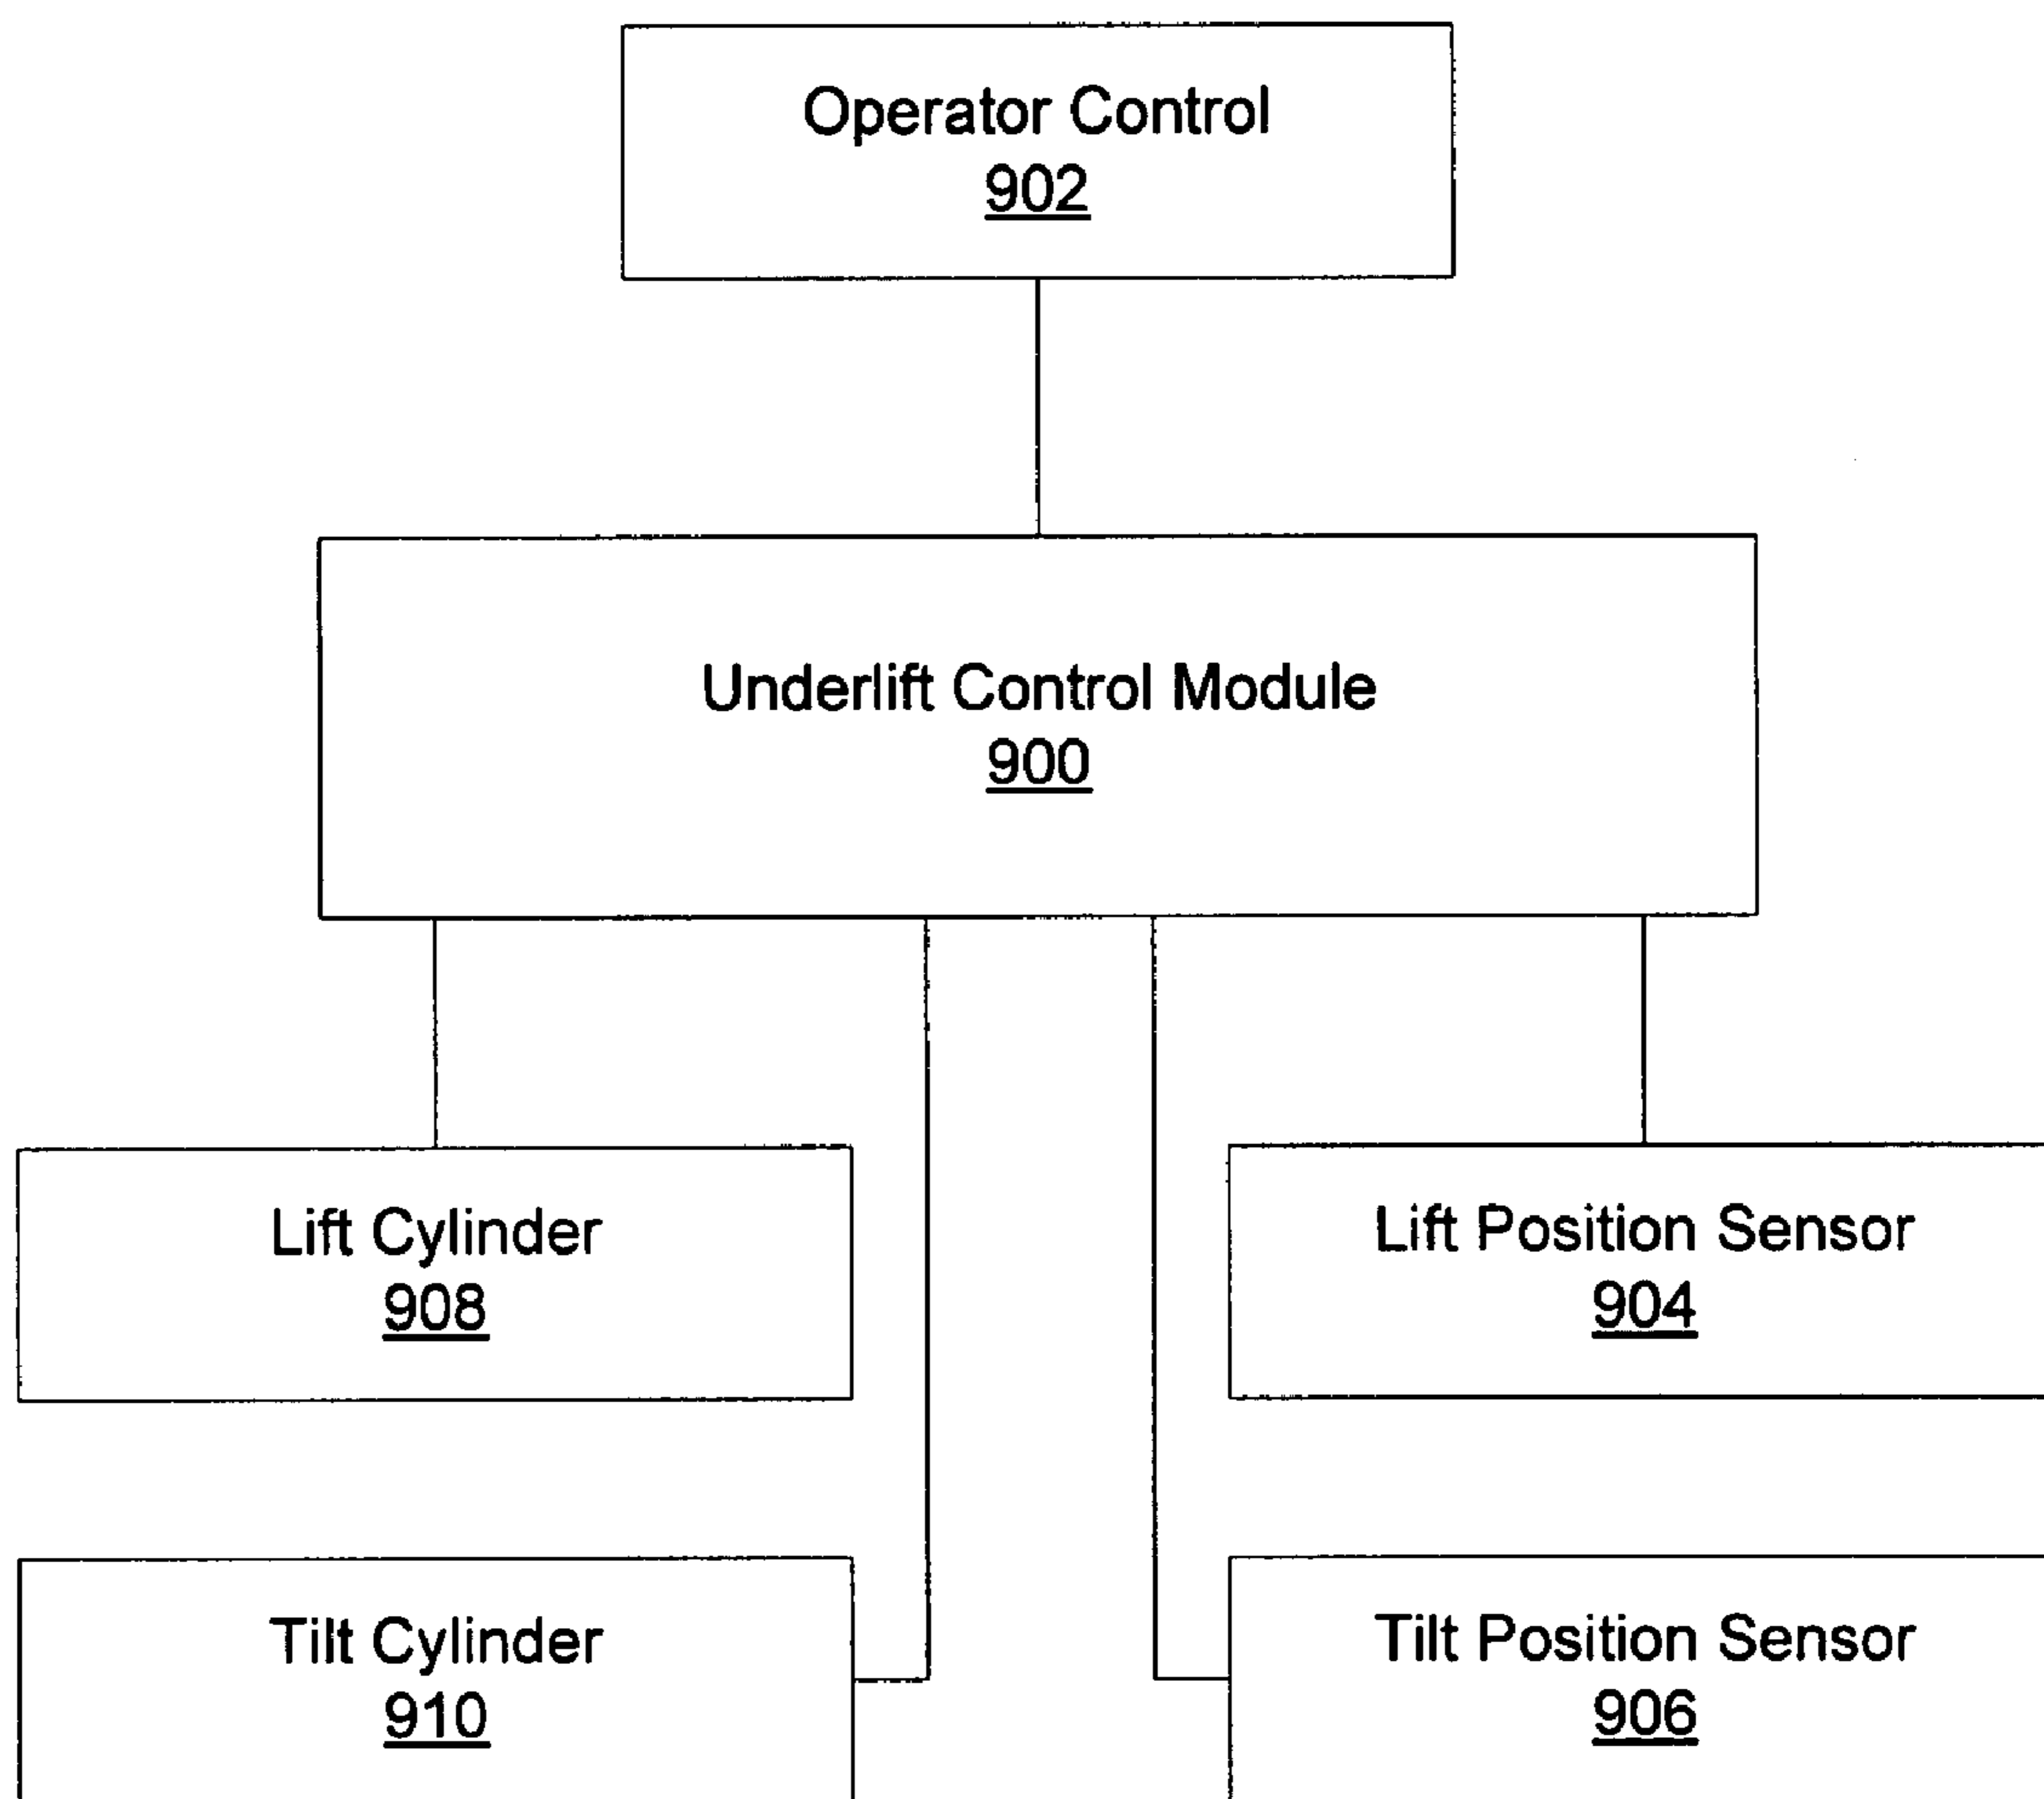 Operator Control
902
Underlift Control Module
900
Lift Cylinder
908
Lift Position Sensor
904
Tilt Cylinder
910
Tilt Position Sensor
906